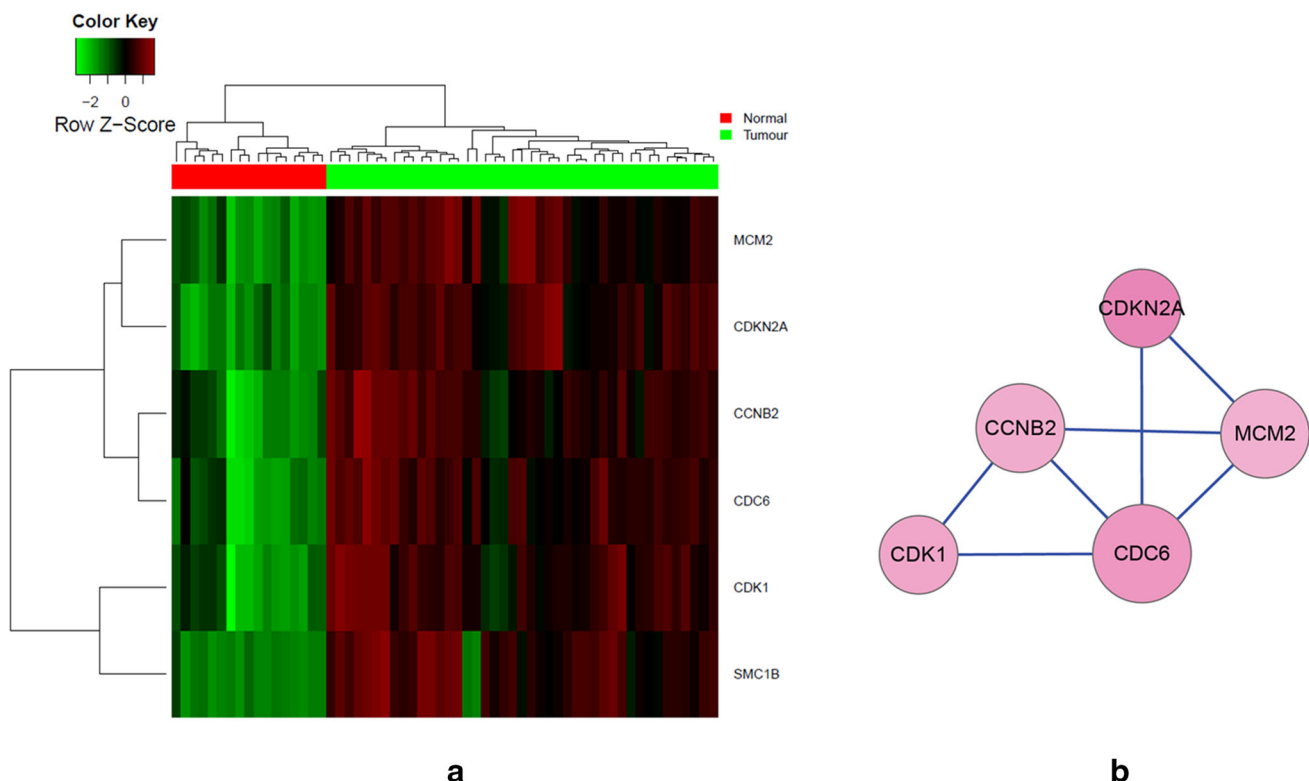 Color Key
−2 0
Row Z−Score
Normal
Tumour
MCM2
CDKN2A
CCNB2
CDC6
CDK1
SMC1B
a
CDKN2A
CCNB2
MCM2
CDK1
CDC6
b